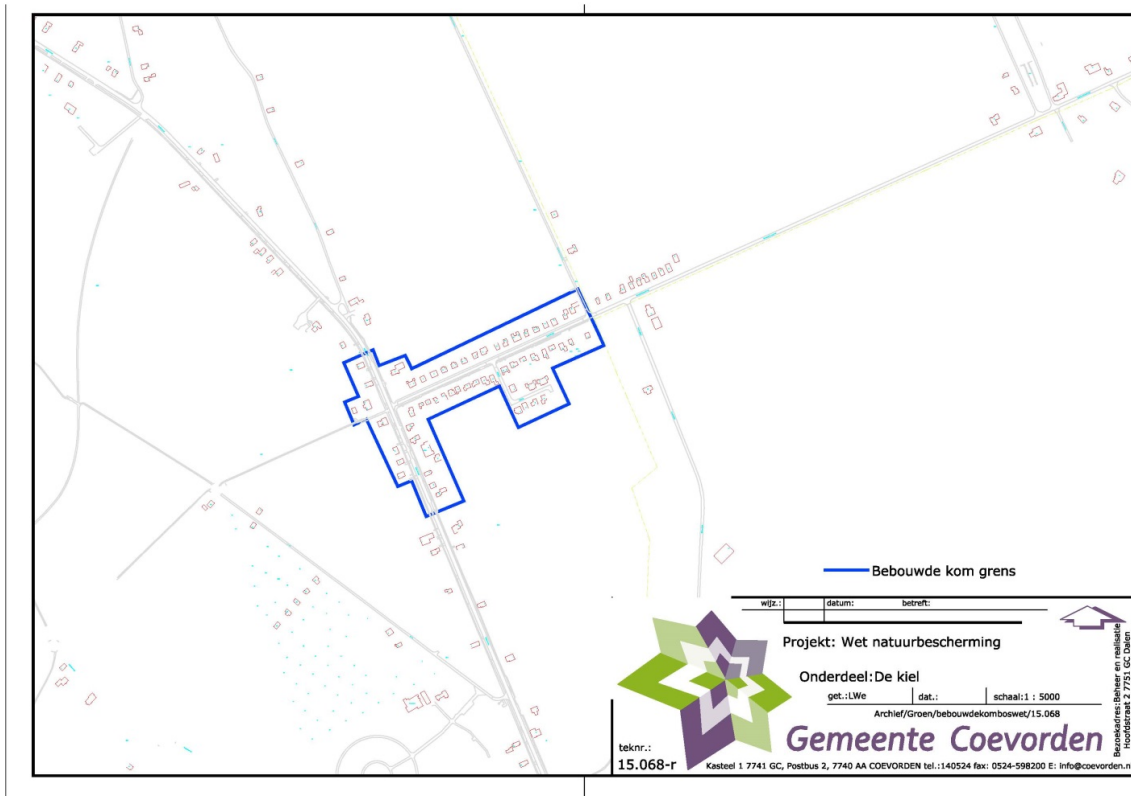 Bebouwde kom grens
wijz.: datum: betreft:
Projekt: Wet natuurbescherming
Onderdeel:De kiel
get.:LWe dat.: schaal:1 : 5000
Archief/Groen/bebouwdekomboswet/15.068
Gemeente Coevorden
teknr.:
15.068-r
Kasteel 1 7741 GC, Postbus 2, 7740 AA COEVORDEN tel.:140524 fax: 0524-598200 E: info@coevorden.n
Bezoekadres:Beheer en realisatie
Hoofdstraat 2 7751 GC Dalen